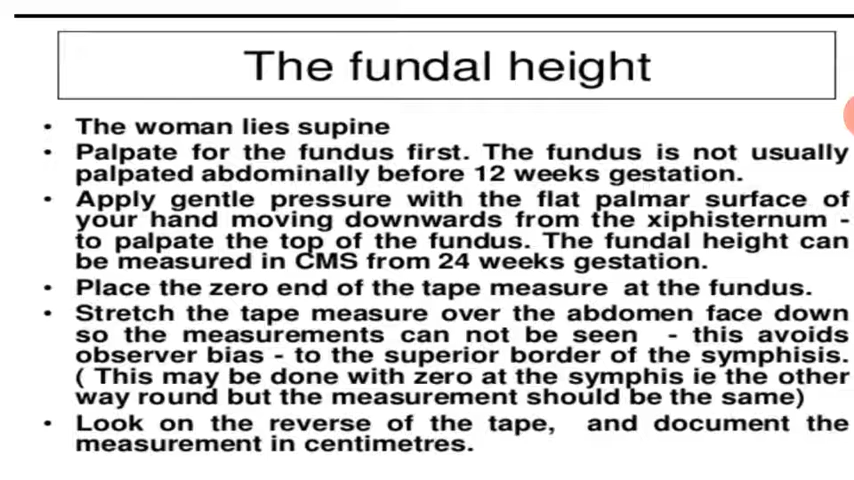 The fundal height
• The woman lies supine
• Palpate for the fundus first. The fundus is not usually
palpated abdominally before 12 weeks gestation.
• Apply gentle pressure with the flat palmar surface of
your hand moving downwards from the xiphisternum -
to palpate the top of the fundus. The fundal height can
be measured in CMS from 24 weeks gestation.
• Place the zero end of the tape measure at the fundus.
• Stretch the tape measure over the abdomen face down
so the measurements can not be seen - this avoids
observer bias - to the superior border of the symphisis.
( This may be done with zero at the symphis ie the other
way round but the measurement should be the same)
• Look on the reverse of the tape, and document the
measurement in centimetres.